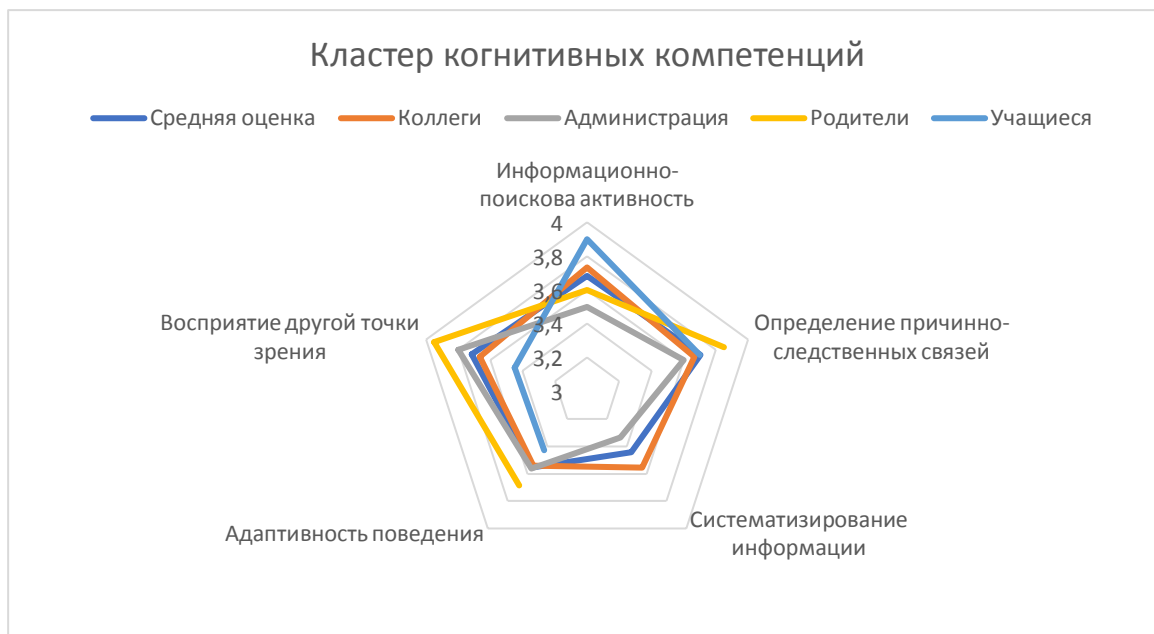 Кластер когнитивных компетенций
Средняя оценка Коллеги Администрация Родители Учащиеся
Информационно-
поискова активность
4
3,8
3,6
3,4
3,2
3
Определение причинно-
следственных связей
Систематизирование
информации
Адаптивность поведения
Восприятие другой точки
зрения